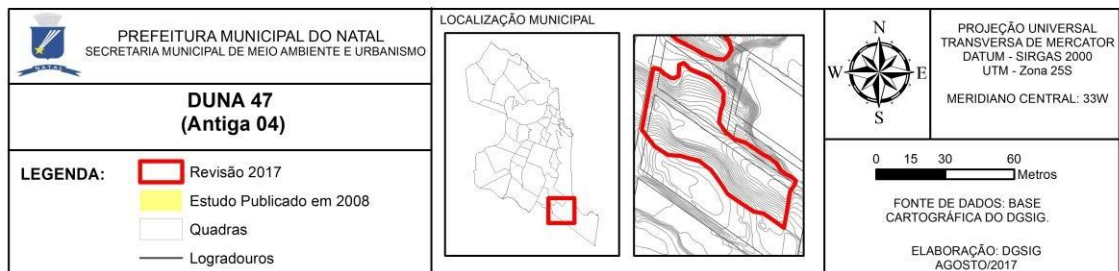 PREFEITURA MUNICIPAL DO NATAL
SECRETARIA MUNICIPAL DE MEIO AMBIENTE E URBANISMO
NATAL
DUNA 47
(Antiga 04)
LEGENDA:
Revisão 2017
Estudo Publicado em 2008
Quadras
Logradouros
LOCALIZAÇÃO MUNICIPAL
N
W
E
S
PROJEÇÃO UNIVERSAL
TRANSVERSA DE MERCATOR
DATUM - SIRGAS 2000
UTM - Zona 25S
MERIDIANO CENTRAL: 33W
0 15 30 60
Metros
FONTE DE DADOS: BASE
CARTOGRÁFICA DO DGSIG.
ELABORAÇÃO: DGSIG
AGOSTO/2017